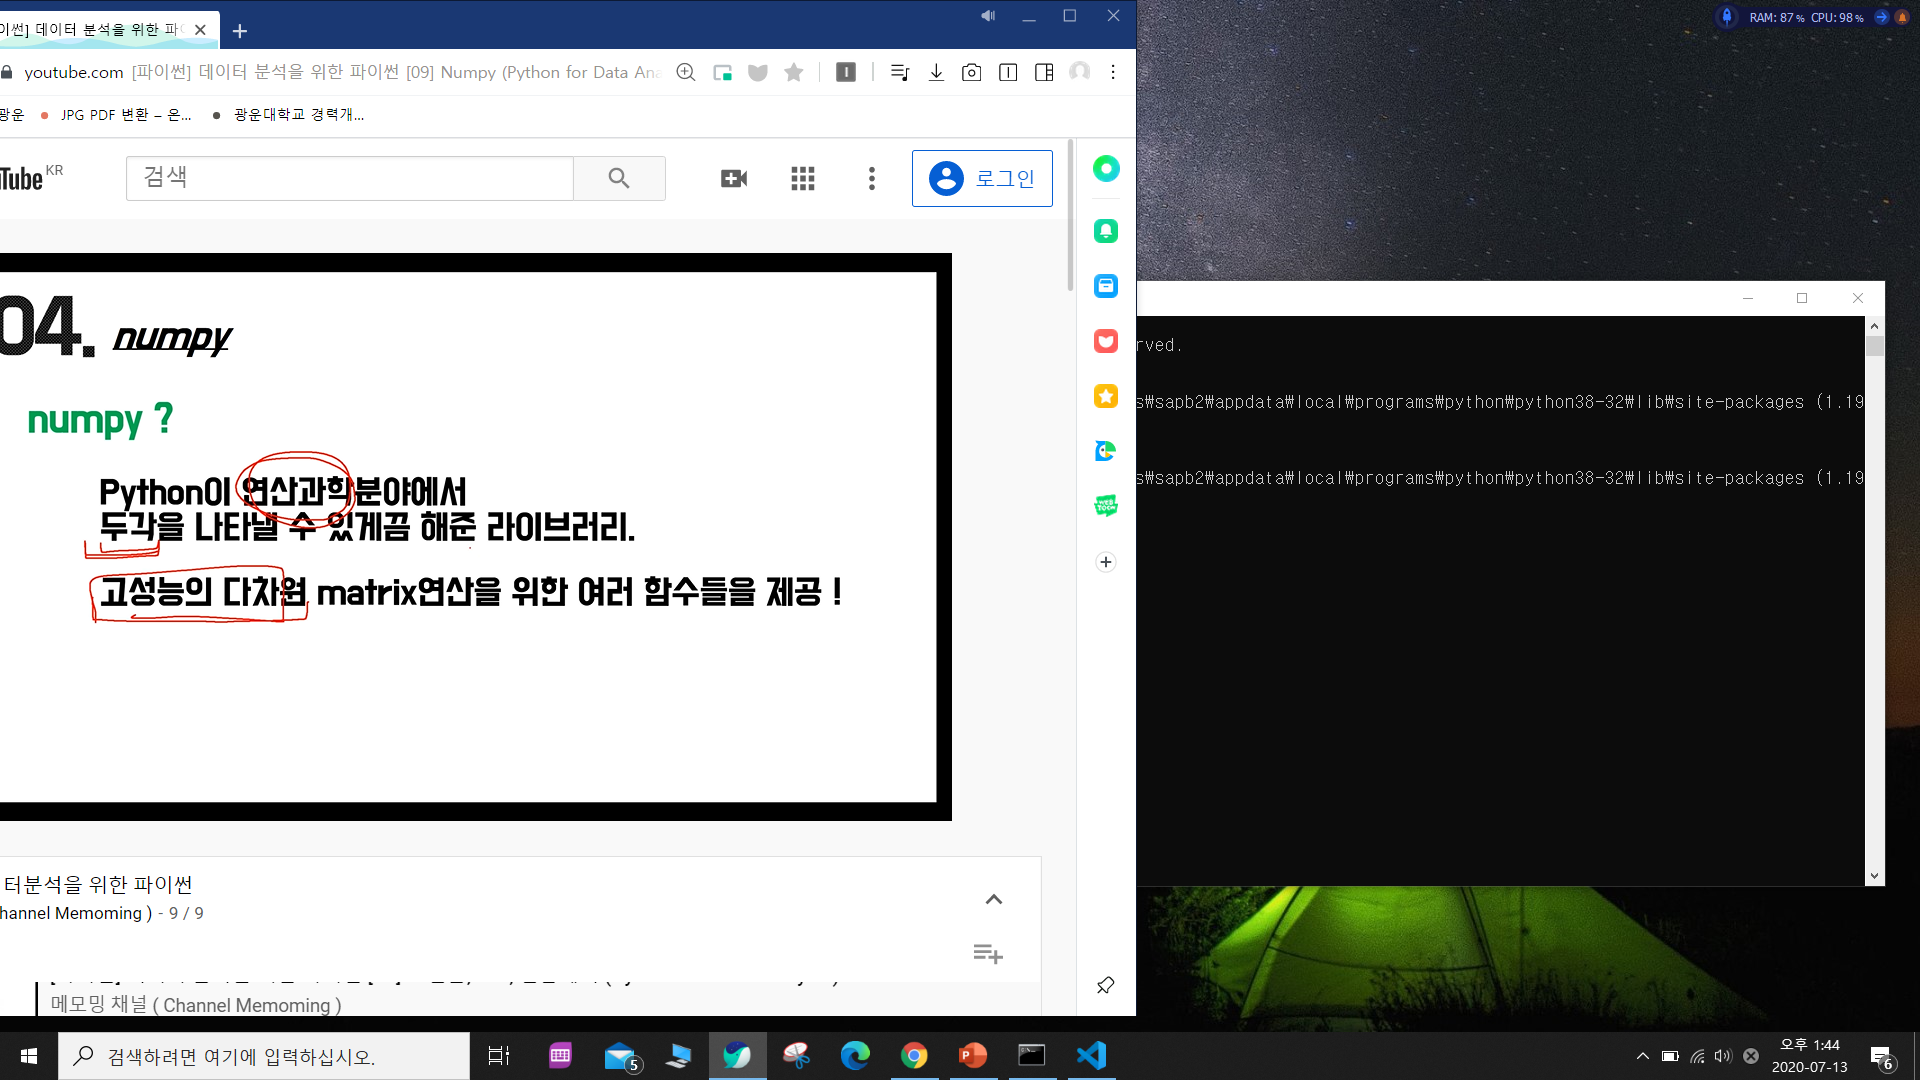 이썬] 데이터 분석을 위한 파이
RAM: 87% CPU: 98%
youtube.com [파이썬] 데이터 분석을 위한 파이썬 [09] Numpy (Python for Data Ana
광운 JPG PDF 변환 – 온... 광운대학교 경력개...
Tube KR 검색 로그인
04. numpy
numpy ?
Python이 연산과학분야에서
두각을 나타낼 수 있게끔 해준 라이브러리.
고성능의 다차원 matrix연산을 위한 여러 함수들을 제공 !
rved.
s₩sapb2₩appdata₩local₩programs₩python₩python38-32₩lib₩site-packages (1.19
s₩sapb2₩appdata₩local₩programs₩python₩python38-32₩lib₩site-packages (1.19
WEB TOON
터분석을 위한 파이썬
hannel Memoming ) - 9 / 9
메모밍 채널 ( Channel Memoming )
검색하려면 여기에 입력하십시오.
5
오후 1:44
2020-07-13
6